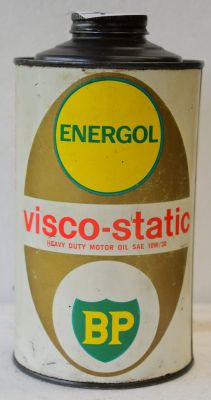 ENERGOL
visco-static
HEAVY DUTY MOTOR OIL SAE 10W/30
BP